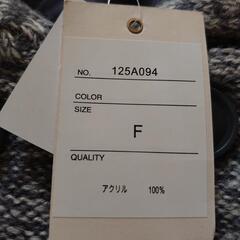 NO. 125A094
COLOR
SIZE
F
QUALITY
アクリル 100%